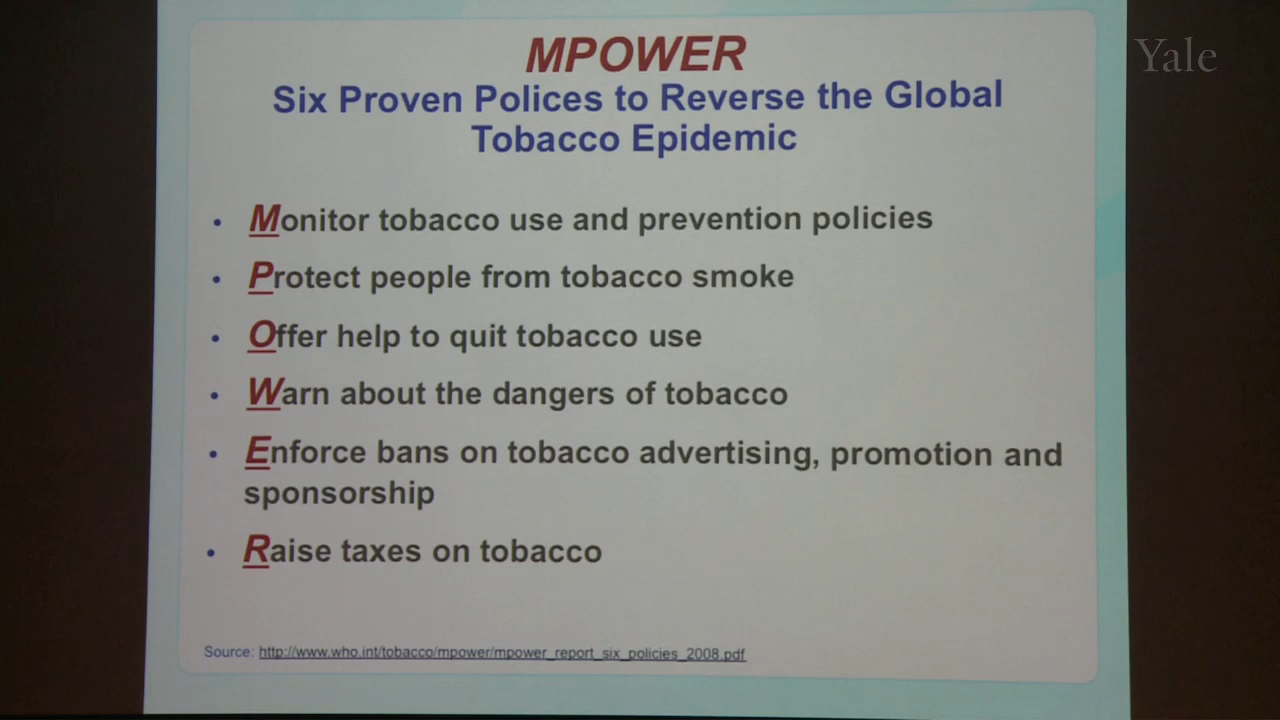 Yale
MPOWER
Six Proven Polices to Reverse the Global
Tobacco Epidemic
• Monitor tobacco use and prevention policies
• Protect people from tobacco smoke
• Offer help to quit tobacco use
• Warn about the dangers of tobacco
• Enforce bans on tobacco advertising, promotion and
sponsorship
• Raise taxes on tobacco
Source: http://www.who.int/tobacco/mpower/mpower_report_six_policies_2008.pdf